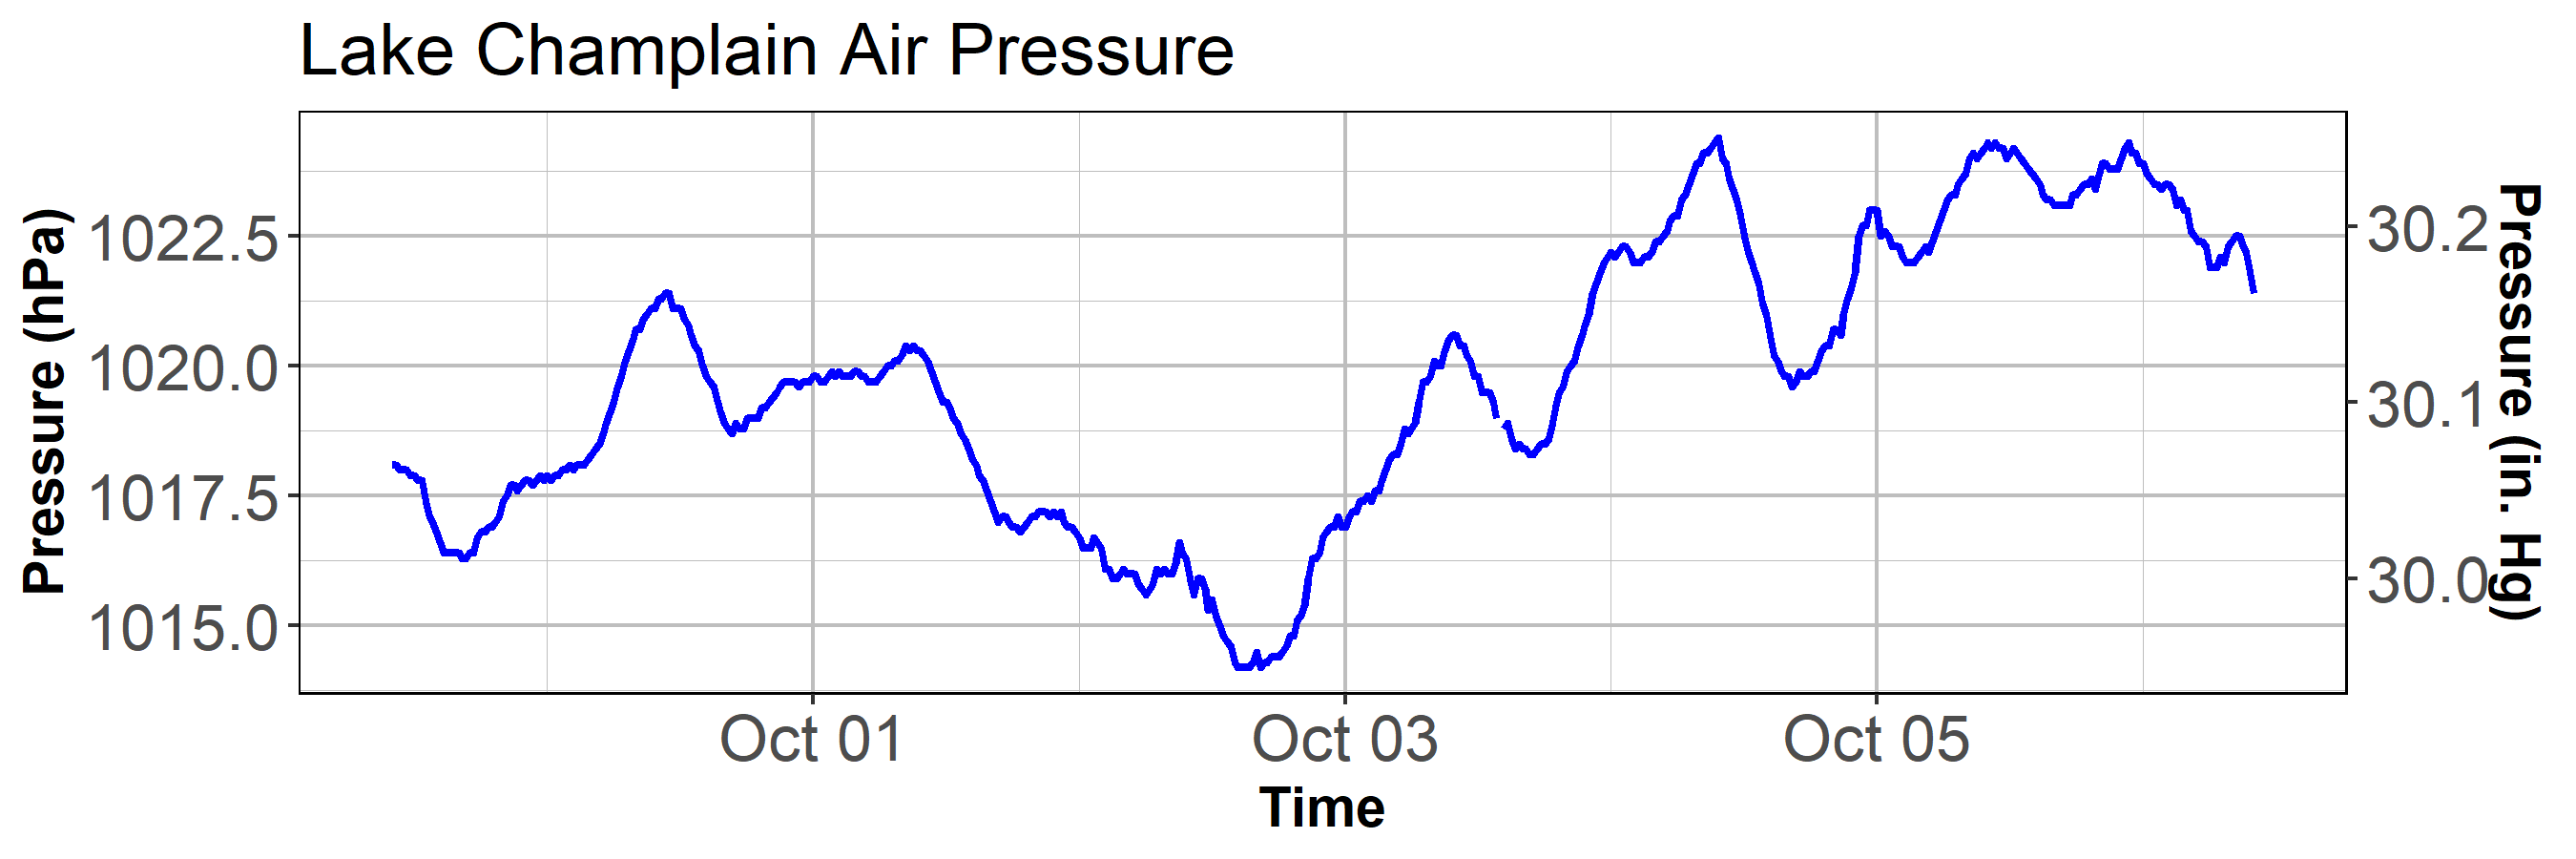 Lake Champlain Air Pressure
Pressure (hPa)
1022.5
1020.0
1017.5
1015.0
30.2
30.1
30.0
Pressure (in. Hg)
Oct 01
Oct 03
Oct 05
Time